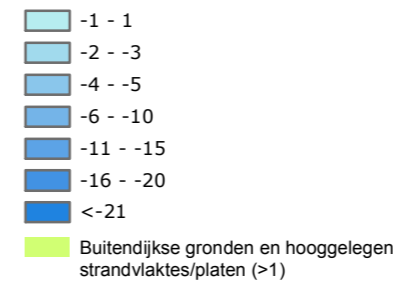 -1 - 1
-2 - -3
-4 - -5
-6 - -10
-11 - -15
-16 - -20
<-21
Buitendijkse gronden en hooggelegen
strandvlaktes/platen (>1)